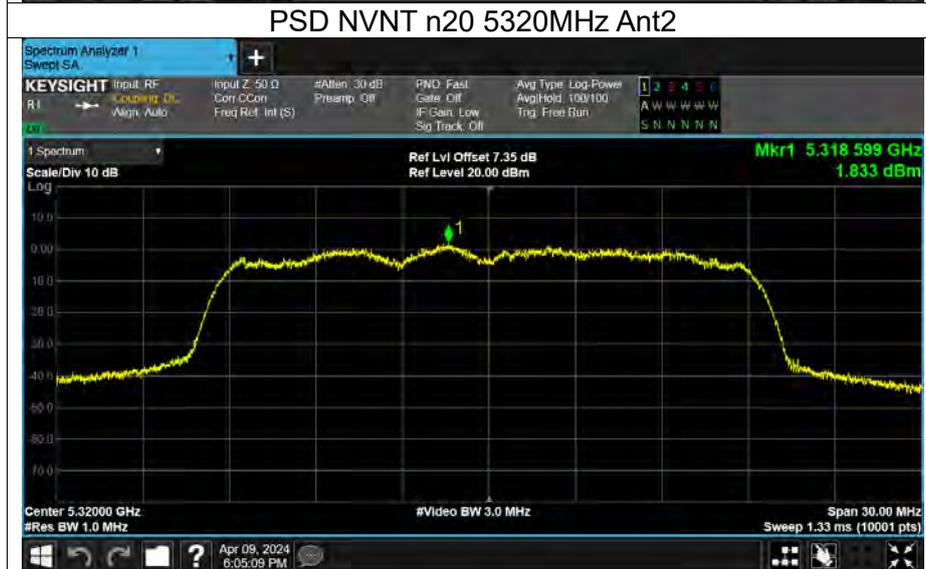 PSD NVNT n20 5320MHz Ant2
Spectrum Analyzer 1
Swept SA
+
KEYSIGHT
Input: RF
Coupling: DC
Align: Auto
Input Z: 50 Ω
Corr CCorr
Freq Ref: Int (S)
#Atten: 30 dB
Preamp: Off
PNO: Fast
Gate: Off
IF Gain: Low
Sig Track: Off
Avg Type: Log-Power
Avg|Hold: 100/100
Trig: Free Run
1 2 3 4 5 6
A W W W W W
S N N N N N
1 Spectrum
Scale/Div 10 dB
Log
Ref Lvl Offset 7.35 dB
Ref Level 20.00 dBm
Mkr1 5.318 599 GHz
1.833 dBm
10.0
0.00
1
Center 5.32000 GHz
#Res BW 1.0 MHz
#Video BW 3.0 MHz
Span 30.00 MHz
Sweep 1.33 ms (10001 pts)
?
Apr 09, 2024
6:05:09 PM